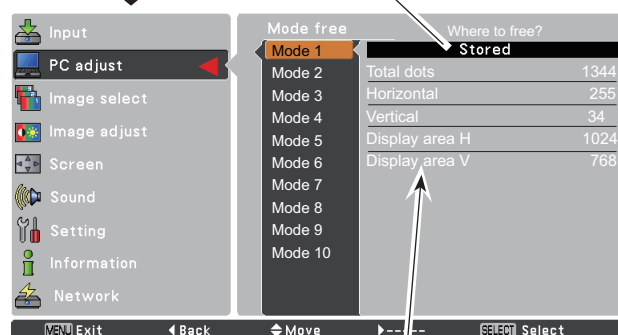 Input
PC adjust
Image select
Image adjust
Screen
Sound
Setting
Information
Network
Mode free
Mode 1
Mode 2
Mode 3
Mode 4
Mode 5
Mode 6
Mode 7
Mode 8
Mode 9
Mode 10
Where to free?
Stored
Total dots 1344
Horizontal 255
Vertical 34
Display area H 1024
Display area V 768
MENU Exit Back Move ----- SELECT Select